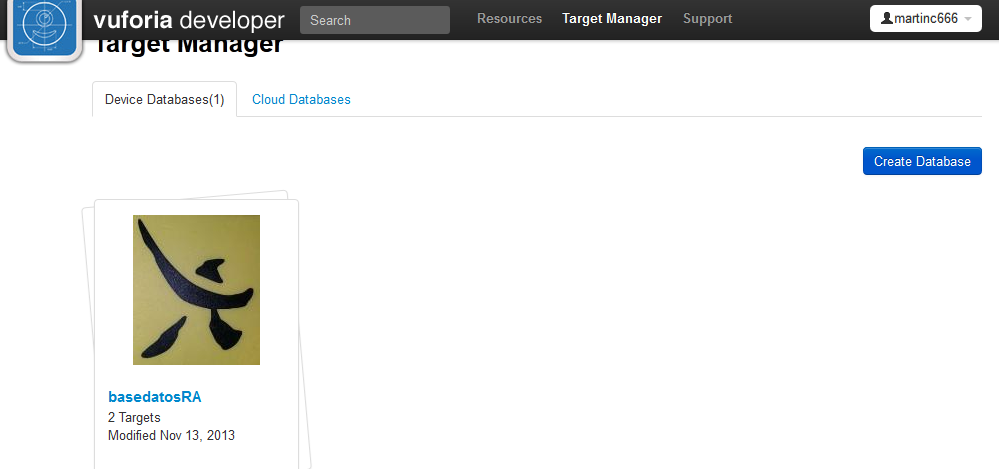 vuforia developer
Search
Resources
Target Manager
Support
martinc666
Target Manager
Device Databases(1)
Cloud Databases
Create Database
basedatosRA
2 Targets
Modified Nov 13, 2013